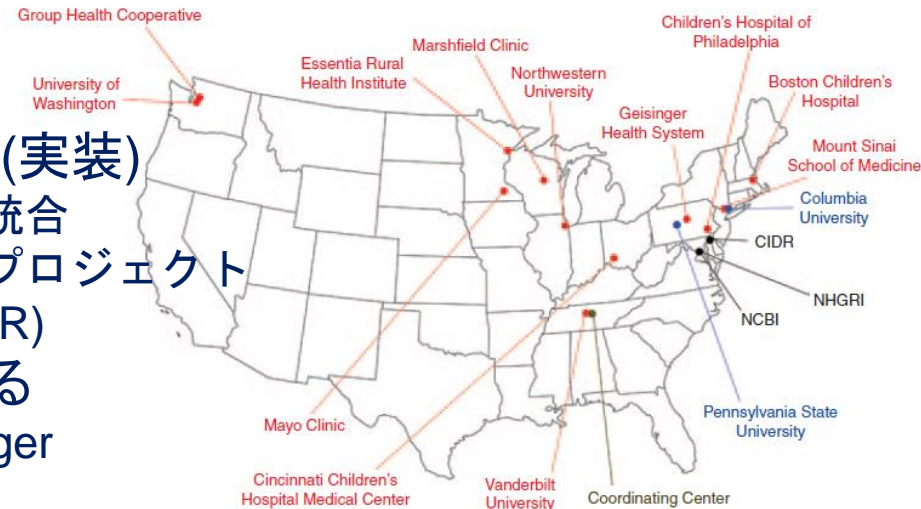 (実装)
統合
プロジェクト
R)
る
ger
Group Health Cooperative
University of
Washington
Essentia Rural
Health Institute
Marshfield Clinic
Northwestern
University
Children's Hospital of
Philadelphia
Geisinger
Health System
Boston Children's
Hospital
Mount Sinai
School of Medicine
Columbia
University
CIDR
NHGRI
NCBI
Pennsylvania State
University
Mayo Clinic
Cincinnati Children's
Hospital Medical Center
Vanderbilt
University
Coordinating Center